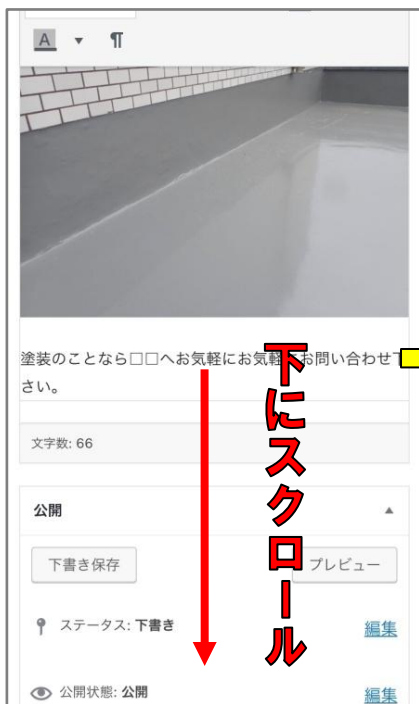 A
塗装のことなら□□へお気軽にお気軽にお問い合わせ下
さい。
文字数: 66
公開
下書き保存
プレビュー
ステータス: 下書き
編集
公開状態: 公開
編集
下にスクロール